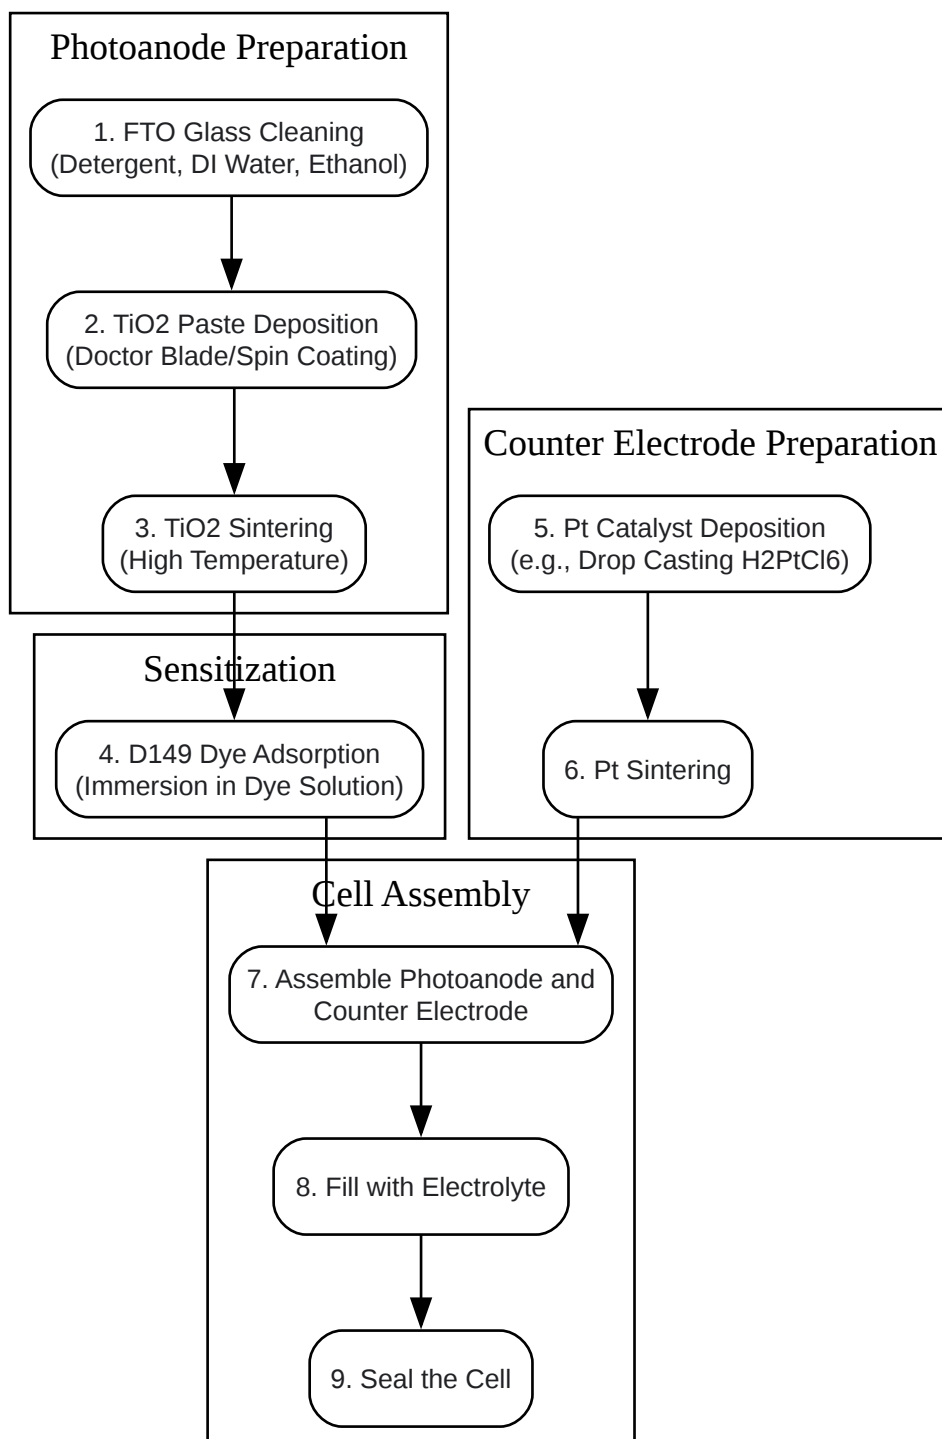 Photoanode Preparation
1. FTO Glass Cleaning
(Detergent, DI Water, Ethanol)
2. TiO2 Paste Deposition
(Doctor Blade/Spin Coating)
3. TiO2 Sintering
(High Temperature)
Sensitization
4. D149 Dye Adsorption
(Immersion in Dye Solution)
Counter Electrode Preparation
5. Pt Catalyst Deposition
(e.g., Drop Casting H2PtCl6)
6. Pt Sintering
Cell Assembly
7. Assemble Photoanode and
Counter Electrode
8. Fill with Electrolyte
9. Seal the Cell